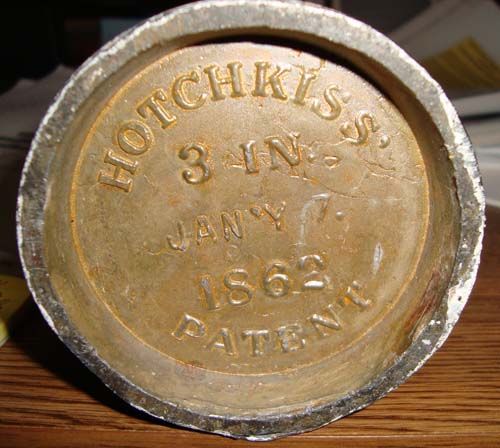 HOTCHKISS'
3 IN.
JAN'Y 7.
1862
PATENT